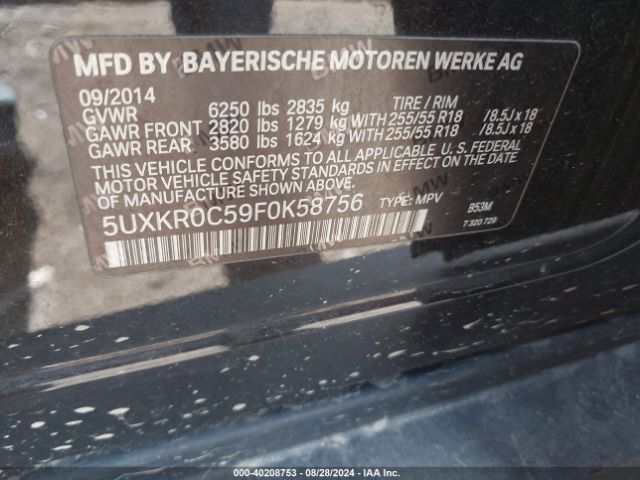 MFD BY BAYERISCHE MOTOREN WERKE AG
09/2014
GVWR 6250 lbs 2835 kg TIRE / RIM
GAWR FRONT 2820 lbs 1279 kg WITH 255/55 R18 /8.5J x 18
GAWR REAR 3580 lbs 1624 kg WITH 255/55 R18 /8.5J x 18
THIS VEHICLE CONFORMS TO ALL APPLICABLE U.S. FEDERAL
MOTOR VEHICLE SAFETY STANDARDS IN EFFECT ON THE DATE
OF MANUFACTURE SHOWN ABOVE.
5UXKR0C59F0K58756 TYPE: MPV B53M
7 320 729
000-40208753 - 08/28/2024 - IAA Inc.